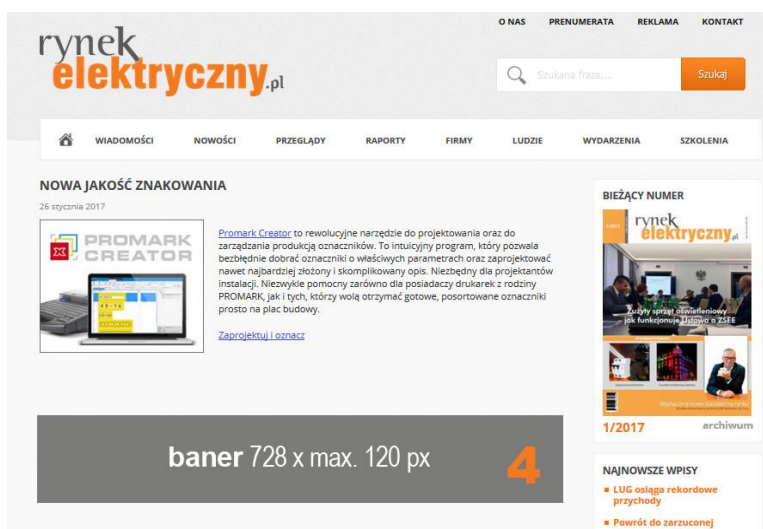 O NAS PRENUMERATA REKLAMA KONTAKT
rynek
elektryczny.pl
Szukana fraza...
Szukaj
WIADOMOŚCI NOWOŚCI PRZEGLĄDY RAPORTY FIRMY LUDZIE WYDARZENIA SZKOLENIA
NOWA JAKOŚĆ ZNAKOWANIA
26 stycznia 2017
PROMARK
CREATOR
Promark Creator to rewolucyjne narzędzie do projektowania oraz do
zarządzania produkcją oznaczników. To intuicyjny program, który pozwala
bezbłędnie dobrać oznaczniki o właściwych parametrach oraz zaprojektować
nawet najbardziej złożony i skomplikowany opis. Niezbędny dla projektantów
instalacji. Niezwykle pomocny zarówno dla posiadaczy drukarek z rodziny
PROMARK, jak i tych, którzy wolą otrzymać gotowe, posortowane oznaczniki
prosto na plac budowy.
Zaprojektuj i oznacz
baner 728 x max. 120 px
4
BIEŻĄCY NUMER
rynek
elektryczny.pl
Zużyty sprzęt oświetleniowy
jak funkcjonuje Ustawa o ZSEE
1/2017 archiwum
NAJNOWSZE WPISY
LUG osiąga rekordowe
przychody
Powrót do zarzuconej